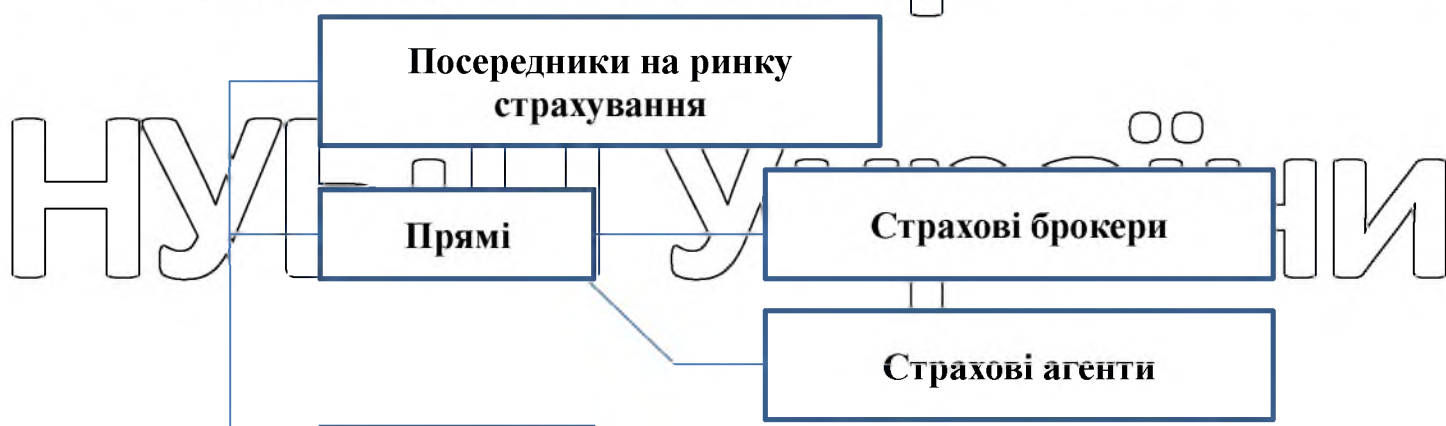 Посередники на ринку
страхування
Прямі
Страхові брокери
Страхові агенти